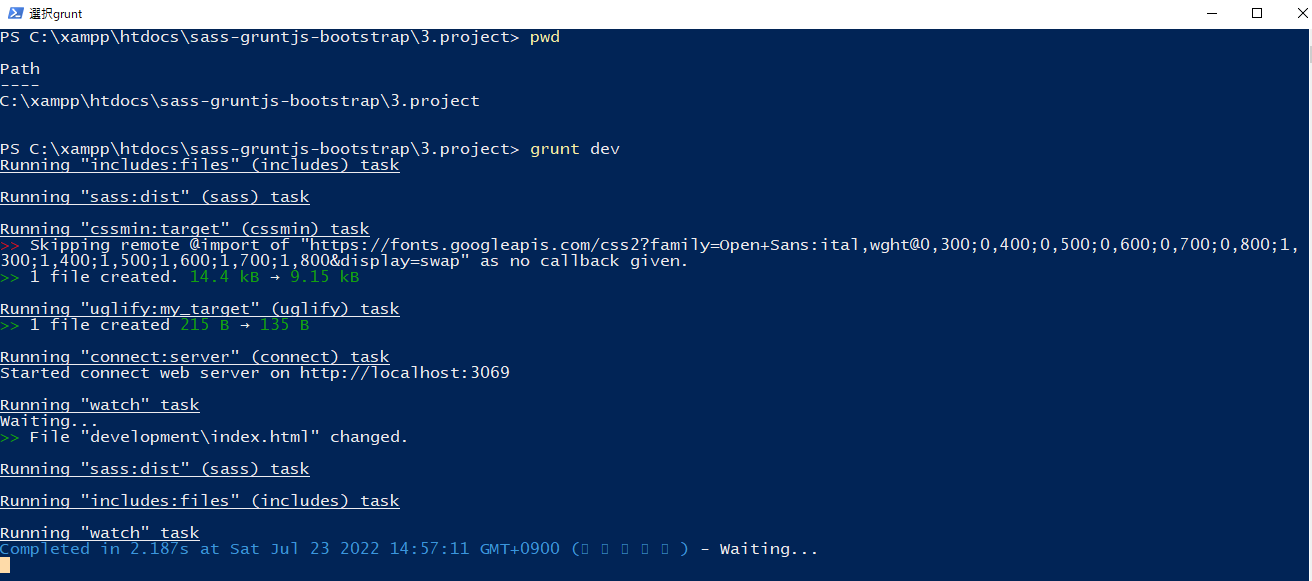 選択grunt
PS C:\xampp\htdocs\sass-gruntjs-bootstrap\3.project> pwd
Path
----
C:\xampp\htdocs\sass-gruntjs-bootstrap\3.project
PS C:\xampp\htdocs\sass-gruntjs-bootstrap\3.project> grunt dev
Running "includes:files" (includes) task
Running "sass:dist" (sass) task
Running "cssmin:target" (cssmin) task
>> Skipping remote @import of "https://fonts.googleapis.com/css2?family=Open+Sans:ital,wght@0,300;0,400;0,500;0,600;0,700;0,800;1,
300;1,400;1,500;1,600;1,700;1,800&display=swap" as no callback given.
>> 1 file created. 14.4 kB → 9.15 kB
Running "uglify:my_target" (uglify) task
>> 1 file created 215 B → 135 B
Running "connect:server" (connect) task
Started connect web server on http://localhost:3069
Running "watch" task
Waiting...
>> File "development\index.html" changed.
Running "sass:dist" (sass) task
Running "includes:files" (includes) task
Running "watch" task
Completed in 2.187s at Sat Jul 23 2022 14:57:11 GMT+0900 (▯ ▯ ▯ ▯ ▯ ) - Waiting...